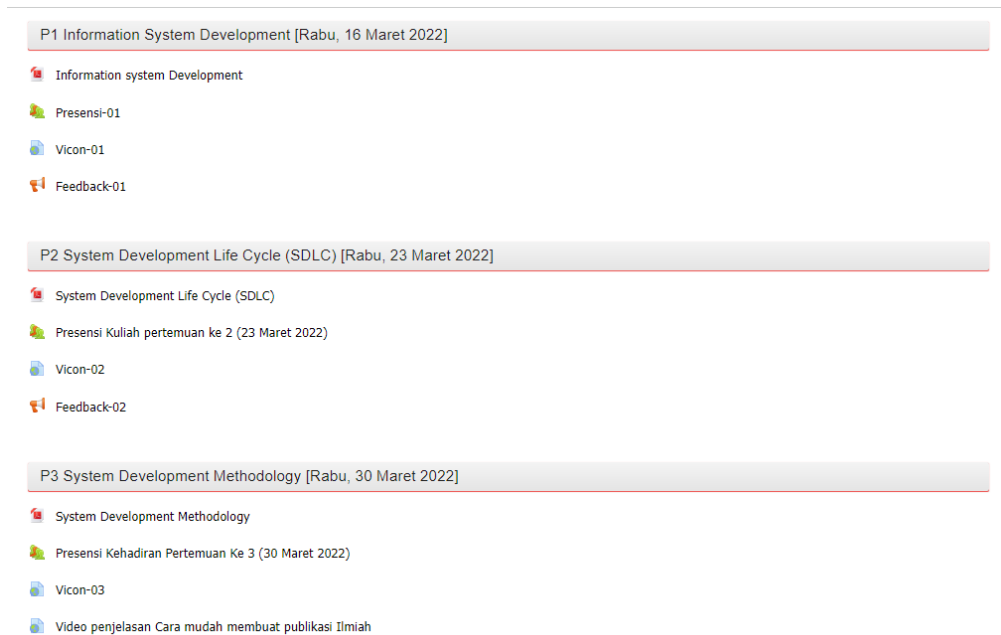 P1 Information System Development [Rabu, 16 Maret 2022]
Information system Development
Presensi-01
Vicon-01
Feedback-01
P2 System Development Life Cycle (SDLC) [Rabu, 23 Maret 2022]
System Development Life Cycle (SDLC)
Presensi Kuliah pertemuan ke 2 (23 Maret 2022)
Vicon-02
Feedback-02
P3 System Development Methodology [Rabu, 30 Maret 2022]
System Development Methodology
Presensi Kehadiran Pertemuan Ke 3 (30 Maret 2022)
Vicon-03
Video penjelasan Cara mudah membuat publikasi Ilmiah